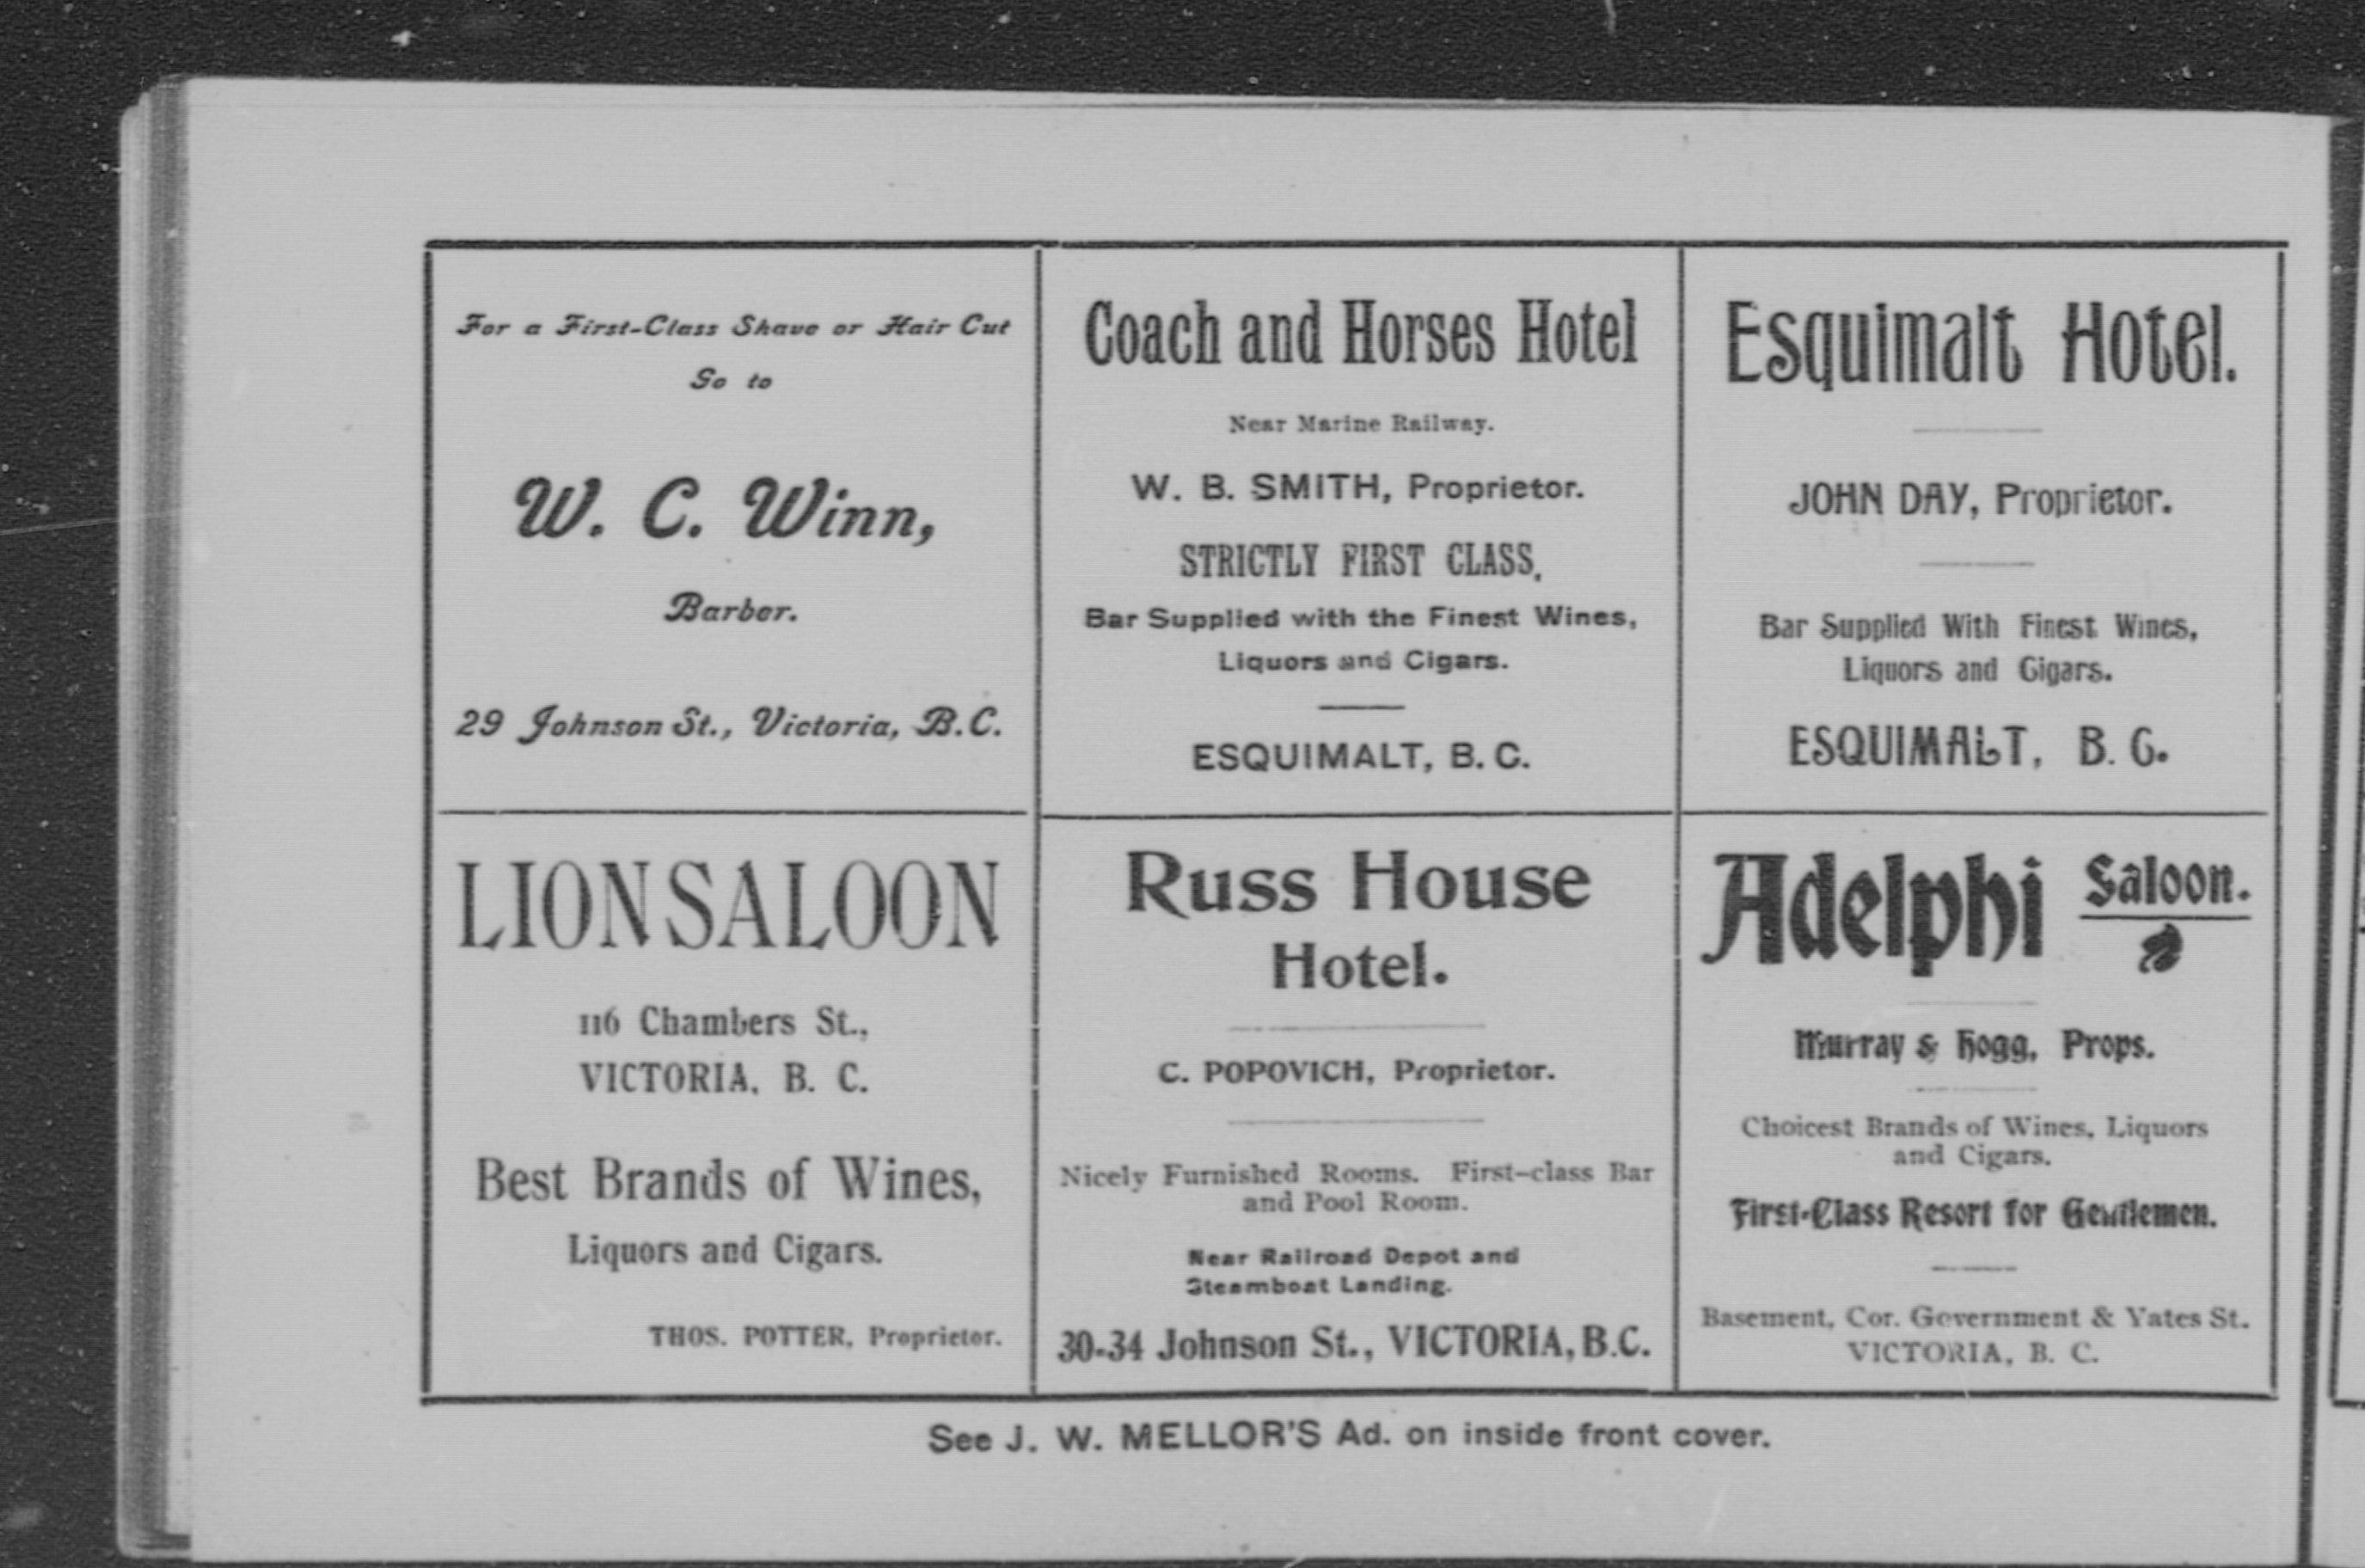 For a First-Class Shave or Hair Cut
Go to
W. C. Winn,
Barber.
29 Johnson St., Victoria, B.C.
Coach and Horses Hotel
Near Marine Railway.
W. B. SMITH, Proprietor.
STRICTLY FIRST CLASS,
Bar Supplied with the Finest Wines,
Liquors and Cigars.
ESQUIMALT, B. C.
Esquimalt Hotel.
JOHN DAY, Proprietor.
Bar Supplied With Finest Wines,
Liquors and Cigars.
ESQUIMALT, B. C.
LION SALOON
116 Chambers St.,
VICTORIA, B. C.
Best Brands of Wines,
Liquors and Cigars.
THOS. POTTER, Proprietor.
Russ House
Hotel.
C. POPOVICH, Proprietor.
Nicely Furnished Rooms. First-class Bar
and Pool Room.
Near Railroad Depot and
Steamboat Landing.
30-34 Johnson St., VICTORIA, B.C.
Adelphi Saloon.
Murray & Hogg, Props.
Choicest Brands of Wines, Liquors
and Cigars.
First-Class Resort for Gentlemen.
Basement, Cor. Government & Yates St.
VICTORIA, B. C.
See J. W. MELLOR'S Ad. on inside front cover.